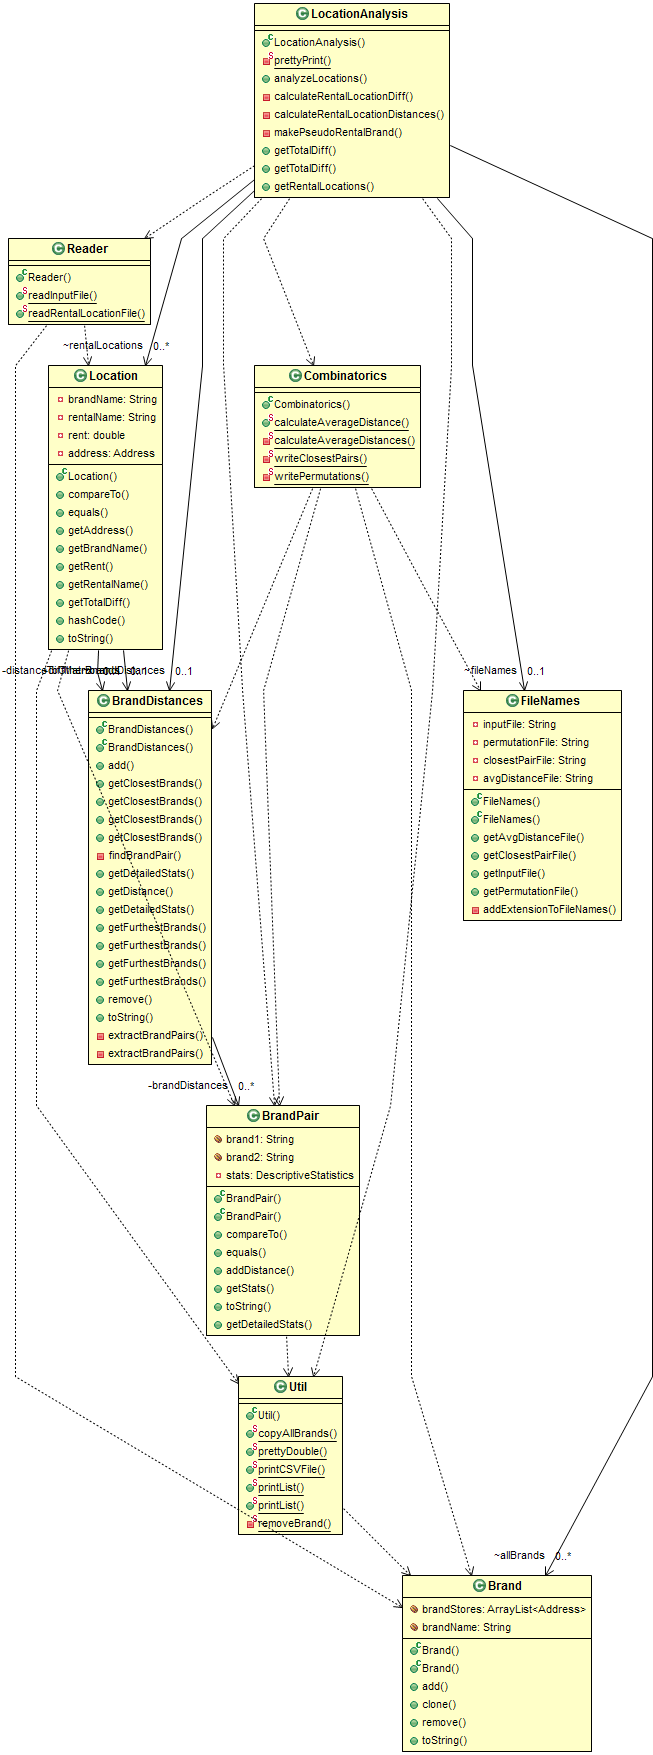 LocationAnalysis
LocationAnalysis()
prettyPrint()
analyzeLocations()
calculateRentalLocationDiff()
calculateRentalLocationDistances()
makePseudoRentalBrand()
getTotalDiff()
getTotalDiff()
getRentalLocations()
Reader
Reader()
readInputFile()
readRentalLocationFile()
~rentalLocations
0..*
Location
brandName: String
rentalName: String
rent: double
address: Address
Location()
compareTo()
equals()
getAddress()
getBrandName()
getRent()
getRentalName()
getTotalDiff()
hashCode()
toString()
Combinatorics
Combinatorics()
calculateAverageDistance()
calculateAverageDistances()
writeClosestPairs()
writePermutations()
0..1
~fileNames
0..1
BrandDistances
BrandDistances()
BrandDistances()
add()
getClosestBrands()
getClosestBrands()
getClosestBrands()
getClosestBrands()
findBrandPair()
getDetailedStats()
getDistance()
getDetailedStats()
getFurthestBrands()
getFurthestBrands()
getFurthestBrands()
getFurthestBrands()
remove()
toString()
extractBrandPairs()
extractBrandPairs()
FileNames
inputFile: String
permutationFile: String
closestPairFile: String
avgDistanceFile: String
FileNames()
FileNames()
getAvgDistanceFile()
getClosestPairFile()
getInputFile()
getPermutationFile()
addExtensionToFileNames()
-brandDistances
0..*
BrandPair
brand1: String
brand2: String
stats: DescriptiveStatistics
BrandPair()
BrandPair()
compareTo()
equals()
addDistance()
getStats()
toString()
getDetailedStats()
Util
Util()
copyAllBrands()
prettyDouble()
printCSVFile()
printList()
printList()
removeBrand()
~allBrands
0..*
Brand
brandStores: ArrayList<Address>
brandName: String
Brand()
Brand()
add()
clone()
remove()
toString()